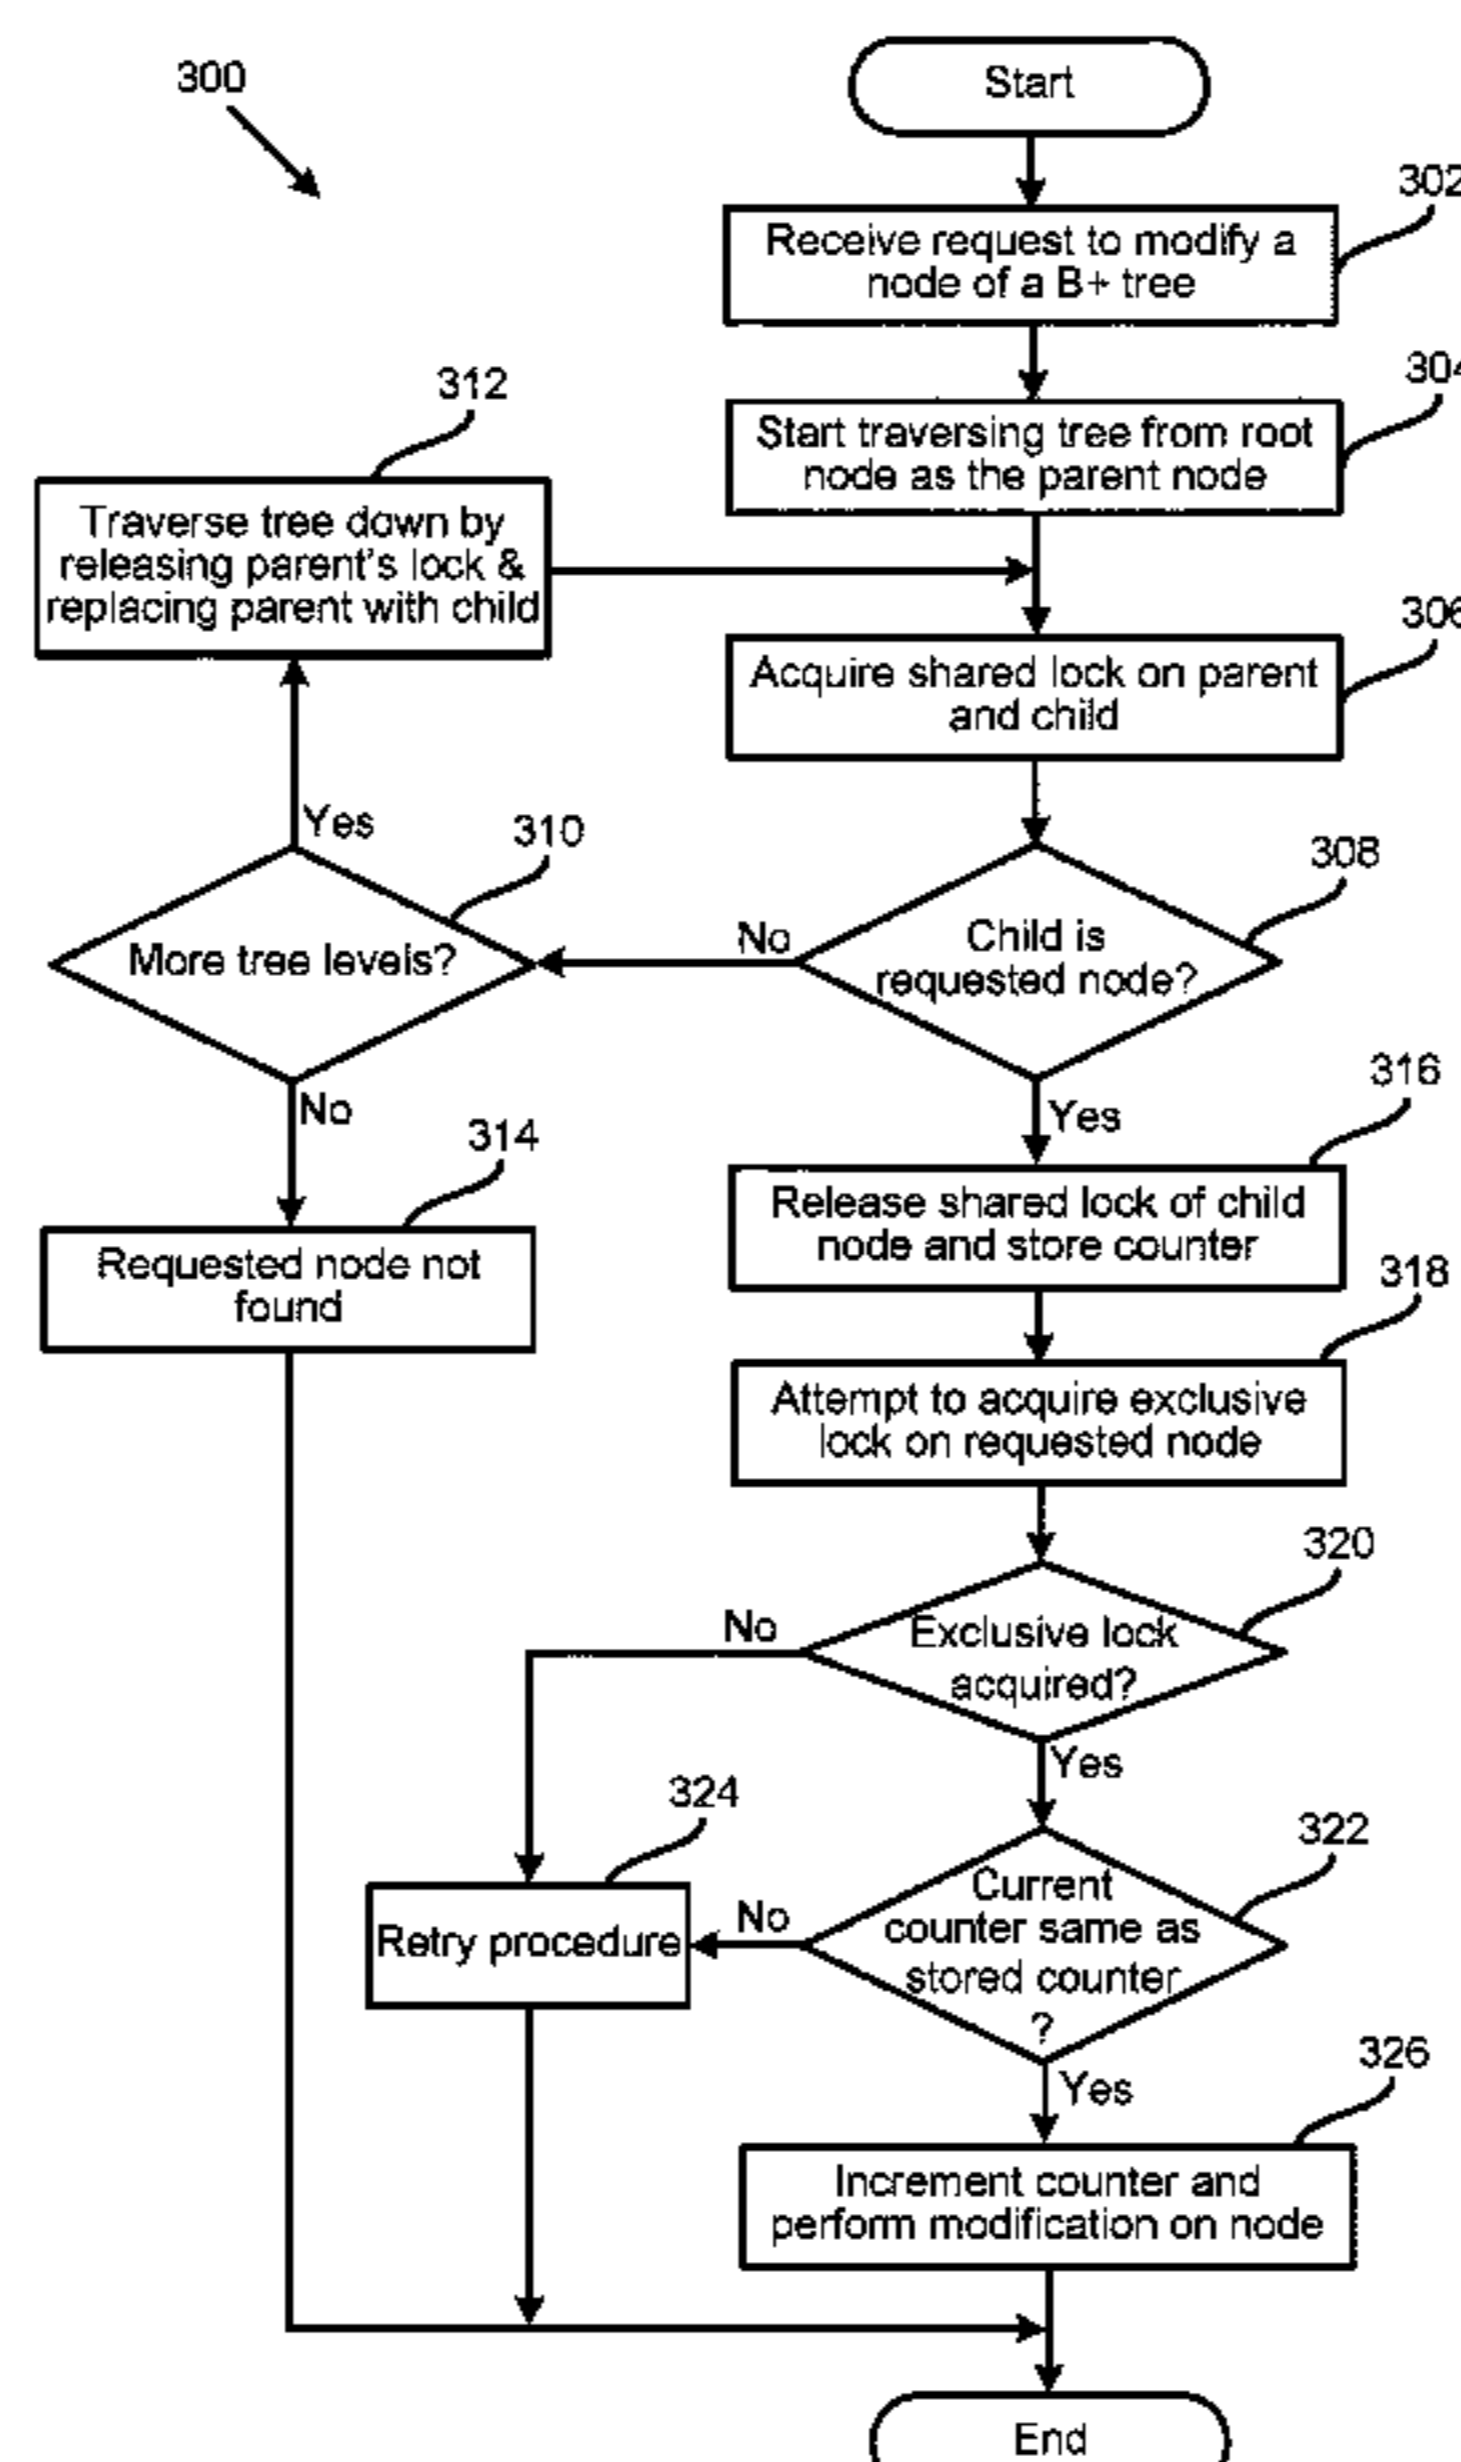 300
Start
302
Receive request to modify a
node of a B+ tree
304
Start traversing tree from root
node as the parent node
312
Traverse tree down by
releasing parent's lock &
replacing parent with child
306
Acquire shared lock on parent
and child
Yes
310
308
More tree levels?
No
Child is
requested node?
316
No
Yes
314
Release shared lock of child
node and store counter
Requested node not
found
318
Attempt to acquire exclusive
lock on requested node
320
No
Exclusive lock
acquired?
Yes
324
322
Retry procedure
No
Current
counter same as
stored counter
?
326
Yes
Increment counter and
perform modification on node
End